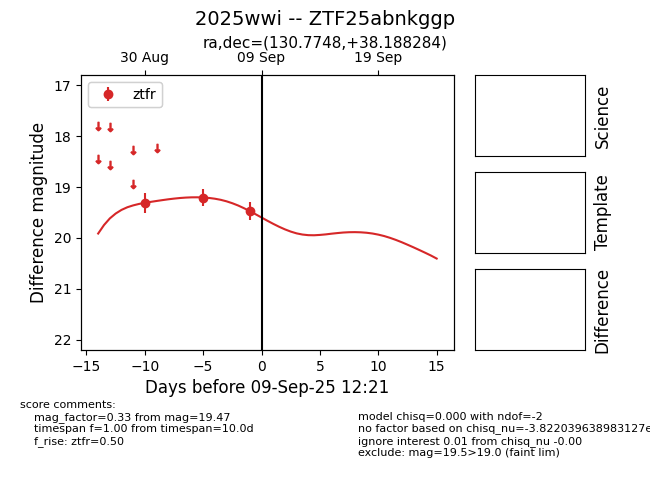 2025wwi -- ZTF25abnkggp
ra,dec=(130.7748,+38.188284)
30 Aug 09 Sep 19 Sep
ztfr
17
18
19
20
21
22
Difference magnitude
−15 −10 −5 0 5 10 15
Days before 09-Sep-25 12:21
Science
Template
Difference
score comments:
mag_factor=0.33 from mag=19.47
timespan f=1.00 from timespan=10.0d
f_rise: ztfr=0.50
model chisq=0.000 with ndof=-2
no factor based on chisq_nu=-3.822039638983127e
ignore interest 0.01 from chisq_nu -0.00
exclude: mag=19.5>19.0 (faint lim)